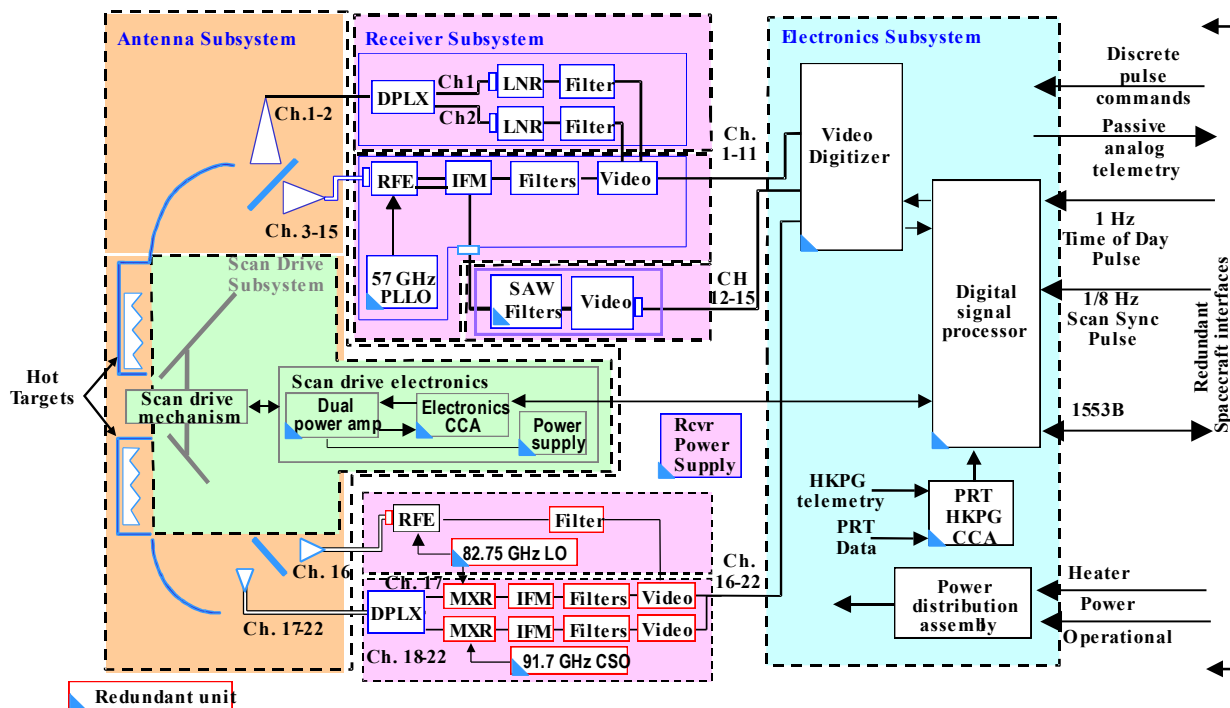 Antenna Subsystem
Receiver Subsystem
Electronics Subsystem
Ch.1-2
DPLX
Ch1
Ch2
LNR
Filter
LNR
Filter
Ch.
1-11
Ch. 3-15
RFE
IFM
Filters
Video
57 GHz
PLLO
SAW
Filters
Video
CH
12-15
Video
Digitizer
Digital
signal
processor
Discrete
pulse
commands
Passive
analog
telemetry
1 Hz
Time of Day
Pulse
1/8 Hz
Scan Sync
Pulse
1553B
Redundant
Spacecraft interfaces
Scan Drive
Subsystem
Hot
Targets
Scan drive
mechanism
Scan drive electronics
Dual
power amp
Electronics
CCA
Power
supply
Rcvr
Power
Supply
HKPG
telemetry
PRT
Data
PRT
HKPG
CCA
Power
distribution
assembly
Heater
Power
Operational
Ch. 16
RFE
Filter
82.75 GHz LO
Ch.
16-22
Ch. 17
Ch. 17-22
DPLX
MXR
IFM
Filters
Video
MXR
IFM
Filters
Video
Ch. 18-22
91.7 GHz CSO
Redundant unit